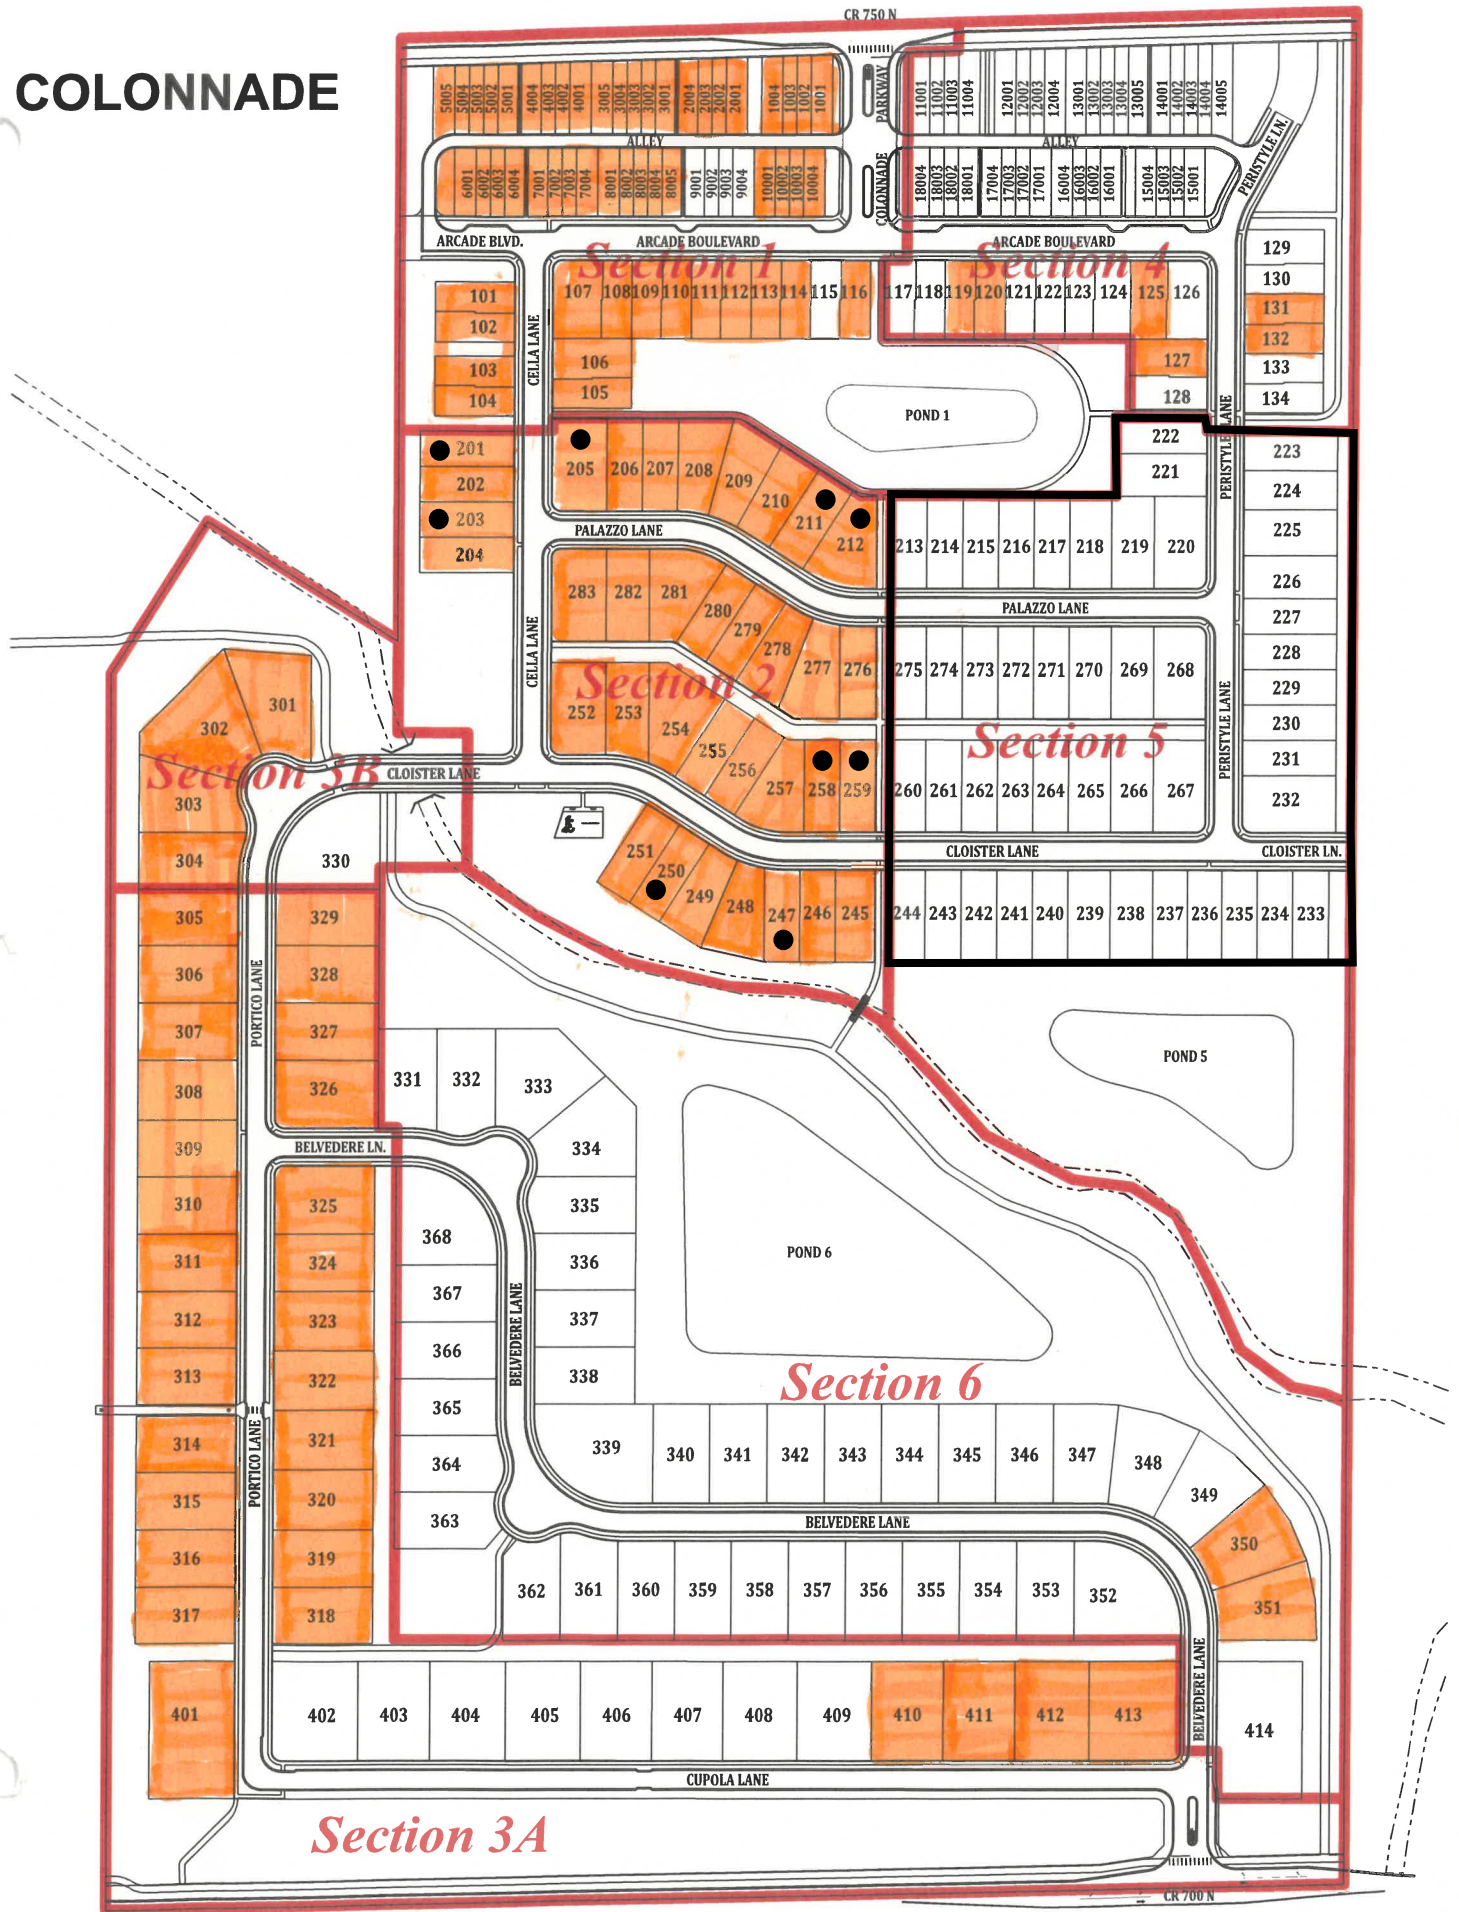 CR 750 N
COLONNADE
5005 5004 5003 5002 5001 4004 4003 4002 4001 3005 3004 3003 3002 3001 2004 2003 2002 2001 1004 1003 1002 1001
PARKWAY
11001 11002 11003 11004 12001 12002 12003 12004 13001 13002 13003 13004 13005 14001 14002 14003 14004 14005
ALLEY
ALLEY
PERISTYLE LN.
6001 6002 6003 6004 7001 7002 7003 7004 8001 8002 8003 8004 8005 9001 9002 9003 9004 10001 10002 10003 10004
COLONNADE
18004 18003 18002 18001 17004 17003 17002 17001 16004 16003 16002 16001 15004 15003 15002 15001
ARCADE BLVD.
ARCADE BOULEVARD
ARCADE BOULEVARD
Section 1
Section 4
129
130
131
132
133
134
101
102
103
104
CELLA LANE
107 108 109 110 111 112 113 114 115 116
117 118 119 120 121 122 123 124 125 126
106
105
127
128
POND 1
PERISTYLE LANE
201
202
203
204
205 206 207 208 209 210 211 212
222
221
223
224
225
226
227
228
229
230
231
232
PALAZZO LANE
213 214 215 216 217 218 219 220
PALAZZO LANE
CELLA LANE
283 282 281 280 279 278 277 276
275 274 273 272 271 270 269 268
Section 2
Section 5
PERISTYLE LANE
252 253 254 255 256 257 258 259
260 261 262 263 264 265 266 267
301
302
Section 3B
CLOISTER LANE
303
304
330
251 250 249 248 247 246 245
CLOISTER LANE
CLOISTER LN.
244 243 242 241 240 239 238 237 236 235 234 233
305
306
307
308
309
310
311
312
313
PORTICO LANE
329
328
327
326
BELVEDERE LN.
331 332 333
334
335
336
337
338
POND 5
POND 6
325
324
323
322
321
320
319
318
368
367
366
365
364
363
BELVEDERE LANE
Section 6
314
315
316
317
PORTICO LANE
339 340 341 342 343 344 345 346 347 348 349
350
351
BELVEDERE LANE
362 361 360 359 358 357 356 355 354 353 352
BELVEDERE LANE
401 402 403 404 405 406 407 408 409 410 411 412 413 414
CUPOLA LANE
Section 3A
CR 700 N